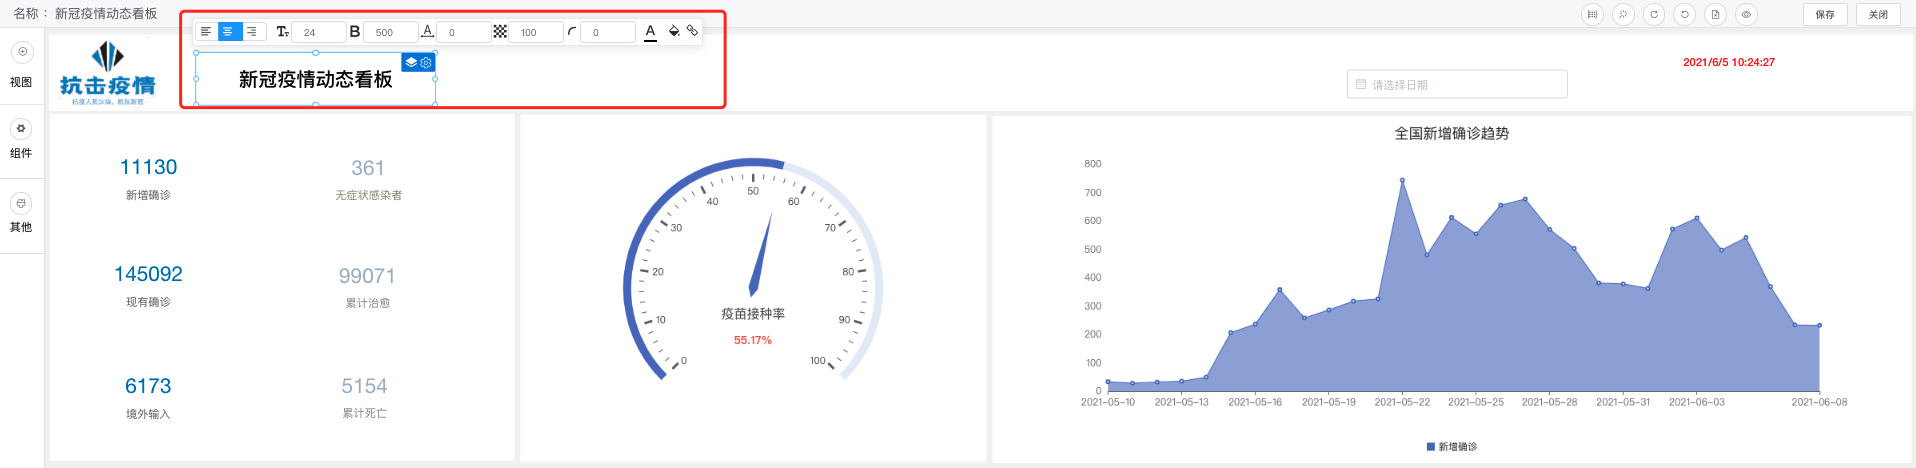 名称： 新冠疫情动态看板
24
B
500
A
0
100
0
A
保存
关闭
视图
组件
其他
抗击疫情
新冠疫情动态看板
请选择日期
2021/6/5 10:24:27
11130
新增确诊
361
无症状感染者
145092
现有确诊
99071
累计治愈
6173
境外输入
5154
累计死亡
0
10
20
30
40
50
60
70
80
90
100
疫苗接种率
55.17%
全国新增确诊趋势
800
700
600
500
400
300
200
100
0
2021-05-10
2021-05-13
2021-05-16
2021-05-19
2021-05-22
2021-05-25
2021-05-28
2021-05-31
2021-06-03
2021-06-08
新增确诊